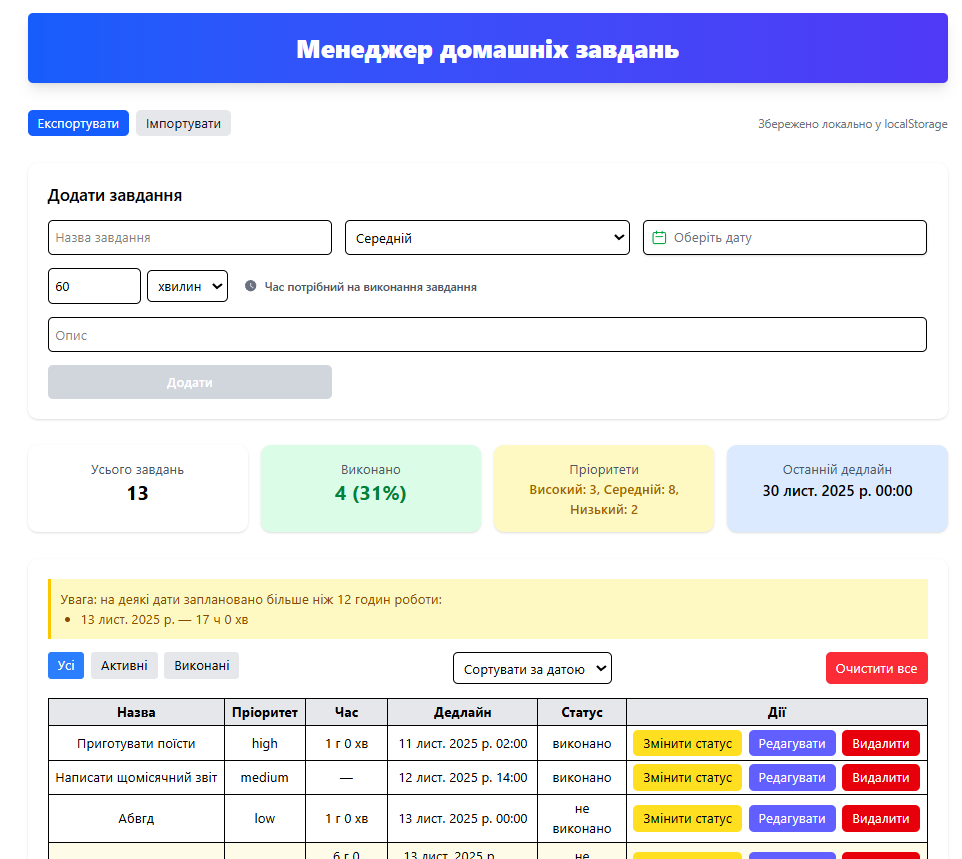 Менеджер домашніх завдань
Експортувати Імпортувати Збережено локально у localStorage
Додати завдання
Назва завдання Середній Оберіть дату
60 хвилин Час потрібний на виконання завдання
Опис
Додати
Усього завдань
13
Виконано
4 (31%)
Пріоритети
Високий: 3, Середній: 8,
Низький: 2
Останній дедлайн
30 лист. 2025 р. 00:00
Увага: на деякі дати заплановано більше ніж 12 годин роботи:
• 13 лист. 2025 р. — 17 ч 0 хв
Усі Активні Виконані Сортувати за датою Очистити все
Назва Пріоритет Час Дедлайн Статус Дії
Приготувати поїсти high 1 г 0 хв 11 лист. 2025 р. 02:00 виконано Змінити статус Редагувати Видалити
Написати щомісячний звіт medium — 12 лист. 2025 р. 14:00 виконано Змінити статус Редагувати Видалити
Абвгд low 1 г 0 хв 13 лист. 2025 р. 00:00 не виконано Змінити статус Редагувати Видалити
6 г 0 13 лист. 2025 р. не